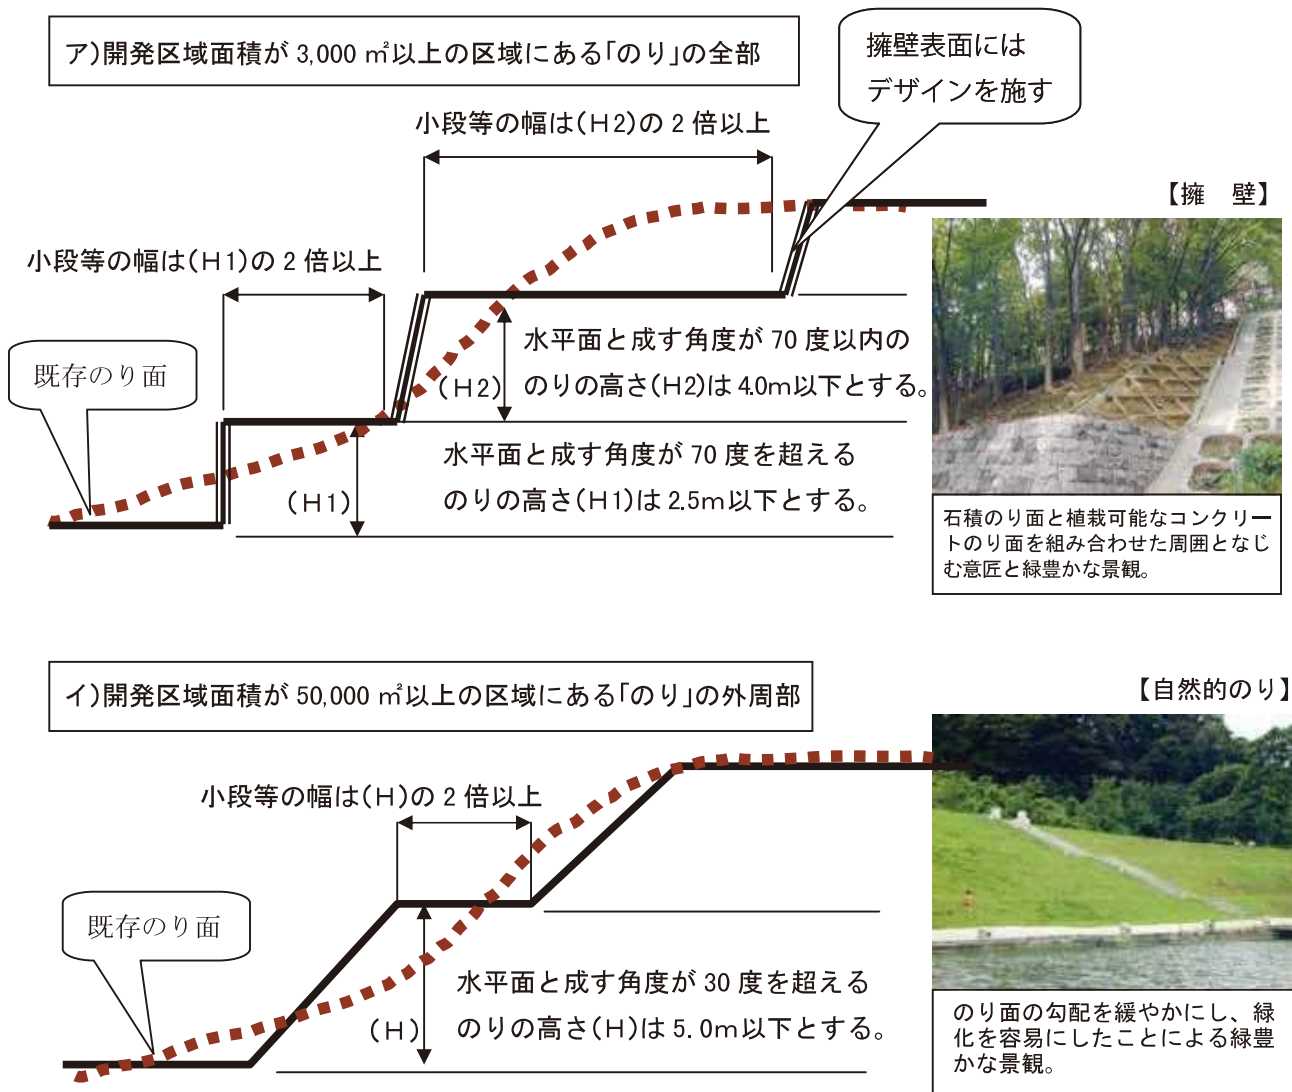 ア)開発区域面積が 3,000 ㎡以上の区域にある「のり」の全部
擁壁表面には
デザインを施す
小段等の幅は(H2)の 2 倍以上
【擁　壁】
小段等の幅は(H1)の 2 倍以上
既存のり面
水平面と成す角度が 70 度以内の
(H2)
のりの高さ(H2)は 4.0m以下とする。
水平面と成す角度が 70 度を超える
(H1)
のりの高さ(H1)は 2.5m以下とする。
石積のり面と植栽可能なコンクリー
トのり面を組み合わせた周囲となじ
む意匠と緑豊かな景観。
イ)開発区域面積が 50,000 ㎡以上の区域にある「のり」の外周部
【自然的のり】
小段等の幅は(H)の 2 倍以上
既存のり面
水平面と成す角度が 30 度を超える
(H)
のりの高さ(H)は 5.0m以下とする。
のり面の勾配を緩やかにし、緑
化を容易にしたことによる緑豊
かな景観。